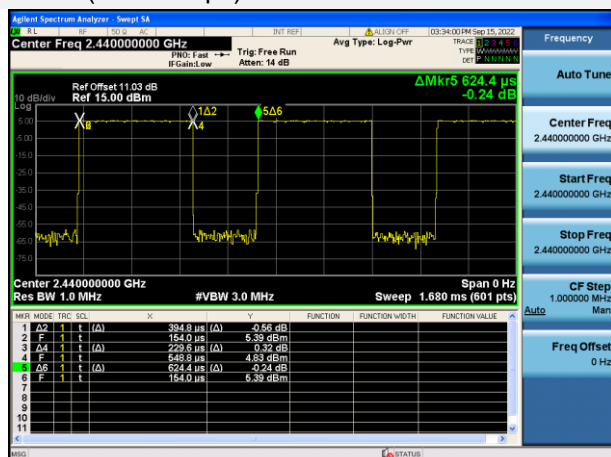 Agilent Spectrum Analyzer - Swept SA
RL RF 50 Ω AC INT REF ALIGN OFF 03:34:00 PM Sep 15, 2022
Center Freq 2.440000000 GHz
PNO: Fast
IFGain:Low
Trig: Free Run
Atten: 14 dB
Avg Type: Log-Pwr
TRACE 1 2 3 4 5 6
TYPE
DET P N N N N N
Ref Offset 11.03 dB
Ref 15.00 dBm
ΔMkr5 624.4 µs
-0.24 dB
10 dB/div
Log
5.00
-5.00
-15.0
-25.0
-35.0
-45.0
-55.0
-65.0
-75.0
1Δ2
X4
5Δ6
Center 2.440000000 GHz
Res BW 1.0 MHz
#VBW 3.0 MHz
Span 0 Hz
Sweep 1.680 ms (601 pts)
MKR MODE TRC SCL X Y FUNCTION FUNCTION WIDTH FUNCTION VALUE
1 Δ2 1 t (Δ) 394.8 µs (Δ) -0.56 dB
2 F 1 t 154.0 µs 5.39 dBm
3 Δ4 1 t (Δ) 229.6 µs (Δ) 0.32 dB
4 F 1 t 548.8 µs 4.83 dBm
5 Δ6 1 t (Δ) 624.4 µs (Δ) -0.24 dB
6 F 1 t 154.0 µs 5.39 dBm
7
8
9
10
11
MSG STATUS
Frequency
Auto Tune
Center Freq
2.440000000 GHz
Start Freq
2.440000000 GHz
Stop Freq
2.440000000 GHz
CF Step
1.000000 MHz
Auto Man
Freq Offset
0 Hz